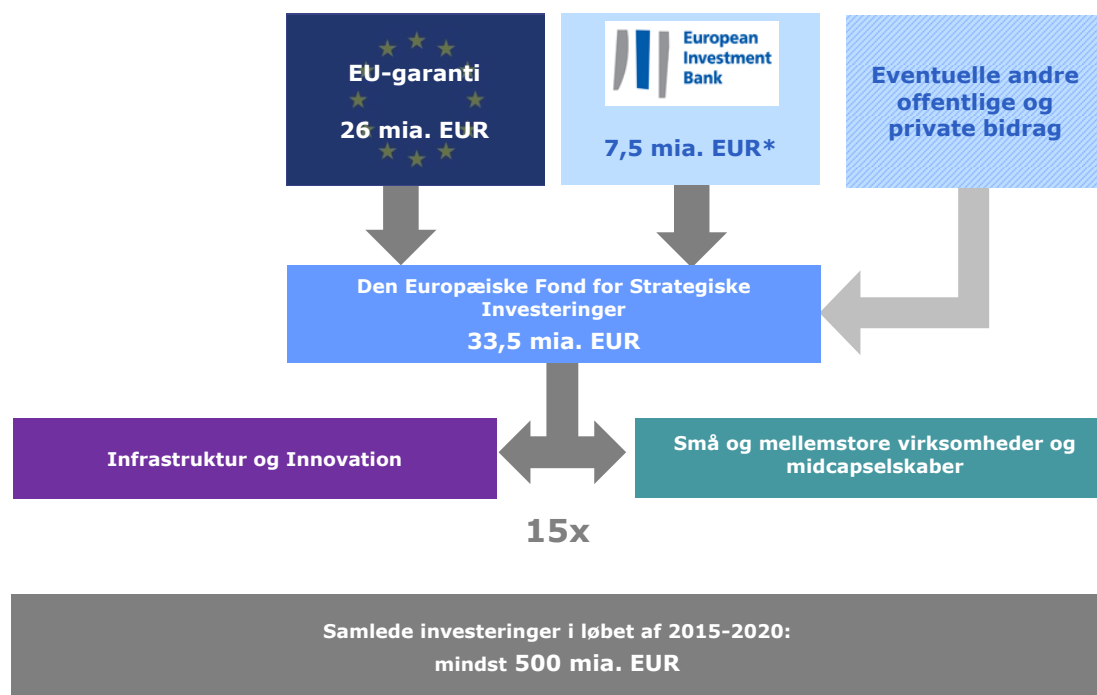 EU-garanti
26 mia. EUR
European
Investment
Bank
7,5 mia. EUR*
Eventuelle andre
offentlige og
private bidrag
Den Europæiske Fond for Strategiske
Investeringer
33,5 mia. EUR
Infrastruktur og Innovation
Små og mellemstore virksomheder og
midcapselskaber
15x
Samlede investeringer i løbet af 2015-2020:
mindst 500 mia. EUR